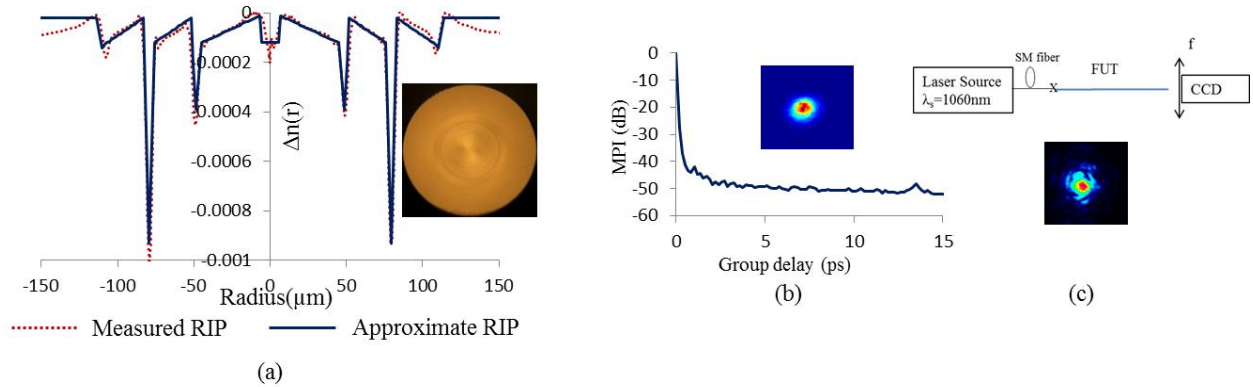 0
-0.0002
-0.0004
-0.0006
-0.0008
-0.001
Δn(r)
-150 -100 -50 0 50 100 150
Radius(µm)
Measured RIP Approximate RIP
(a)
0
-10
-20
-30
-40
-50
-60
MPI (dB)
0 5 10 15
Group delay (ps)
(b)
Laser Source
λs=1060nm
SM fiber
X
FUT
f
CCD
(c)